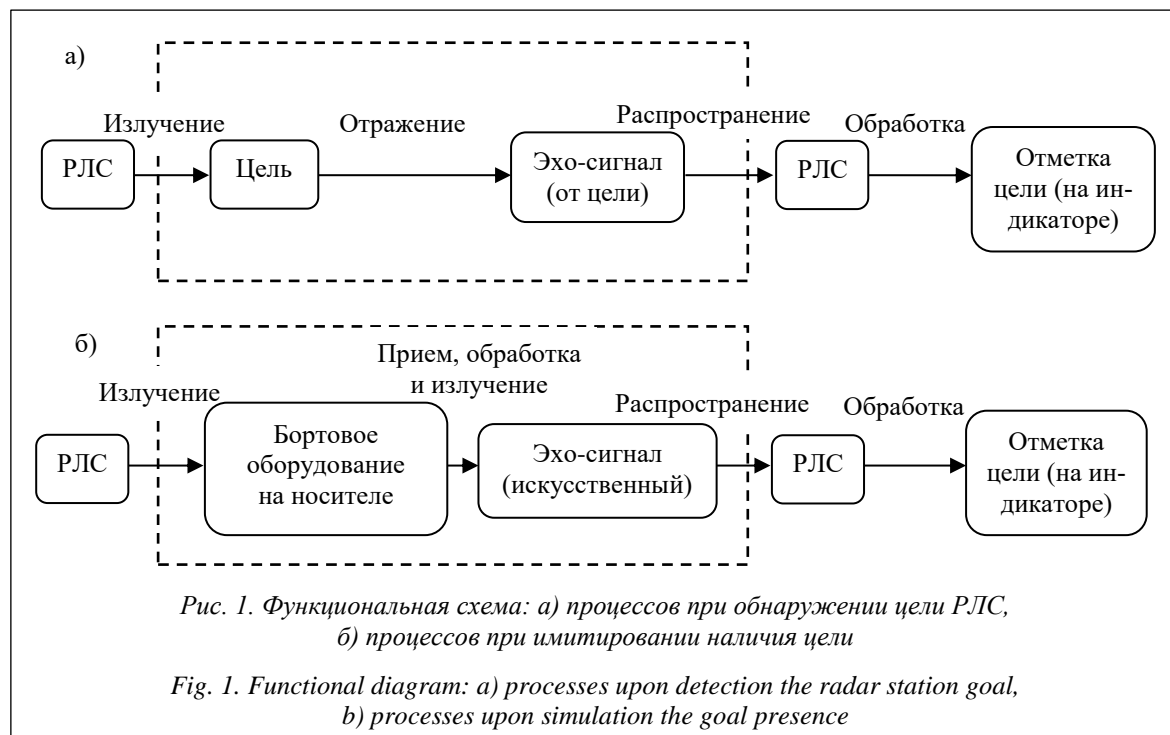 а)
Излучение
Отражение
Распространение
Обработка
РЛС
Цель
Эхо-сигнал
(от цели)
РЛС
Отметка
цели (на ин-
дикаторе)
б)
Прием, обработка
и излучение
Излучение
Распространение
Обработка
РЛС
Бортовое
оборудование
на носителе
Эхо-сигнал
(искусственный)
РЛС
Отметка
цели (на ин-
дикаторе)
Рис. 1. Функциональная схема: а) процессов при обнаружении цели РЛС,
б) процессов при имитировании наличия цели
Fig. 1. Functional diagram: a) processes upon detection the radar station goal,
b) processes upon simulation the goal presence